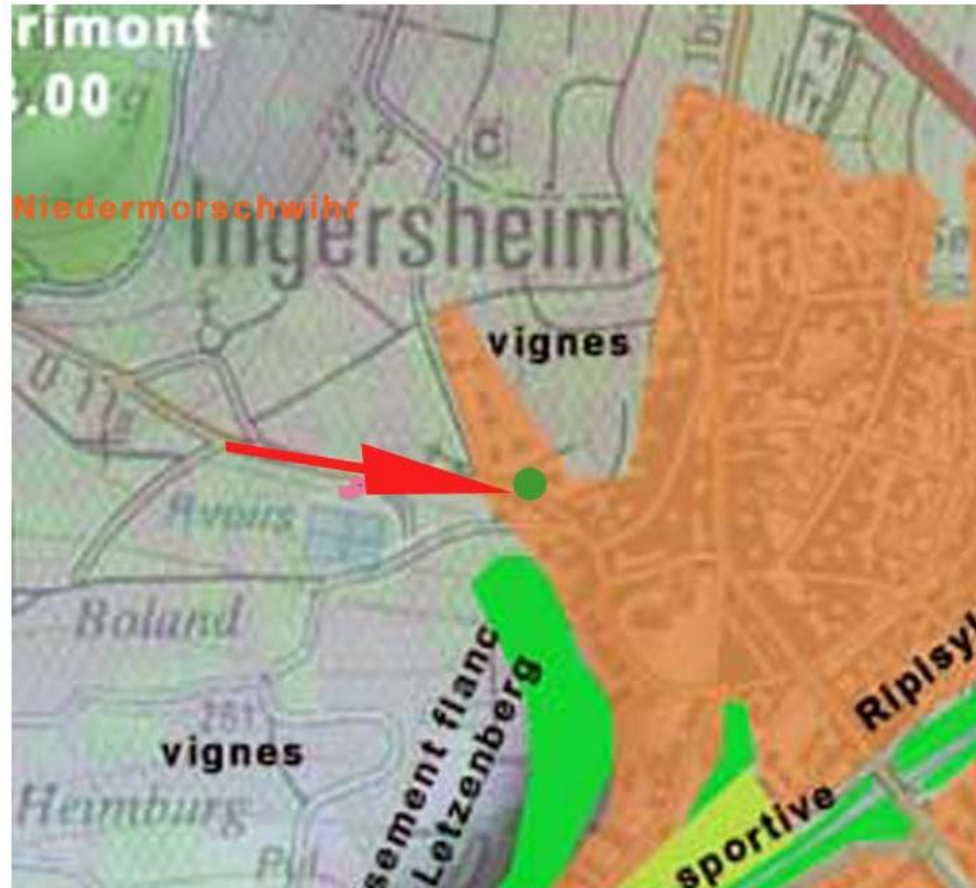 rimont
.00
Niedermorschwihr
Ingersheim
vignes
Boland
sement flanc
Letzenberg
Riplsyl
vignes
Heimburg
sportive